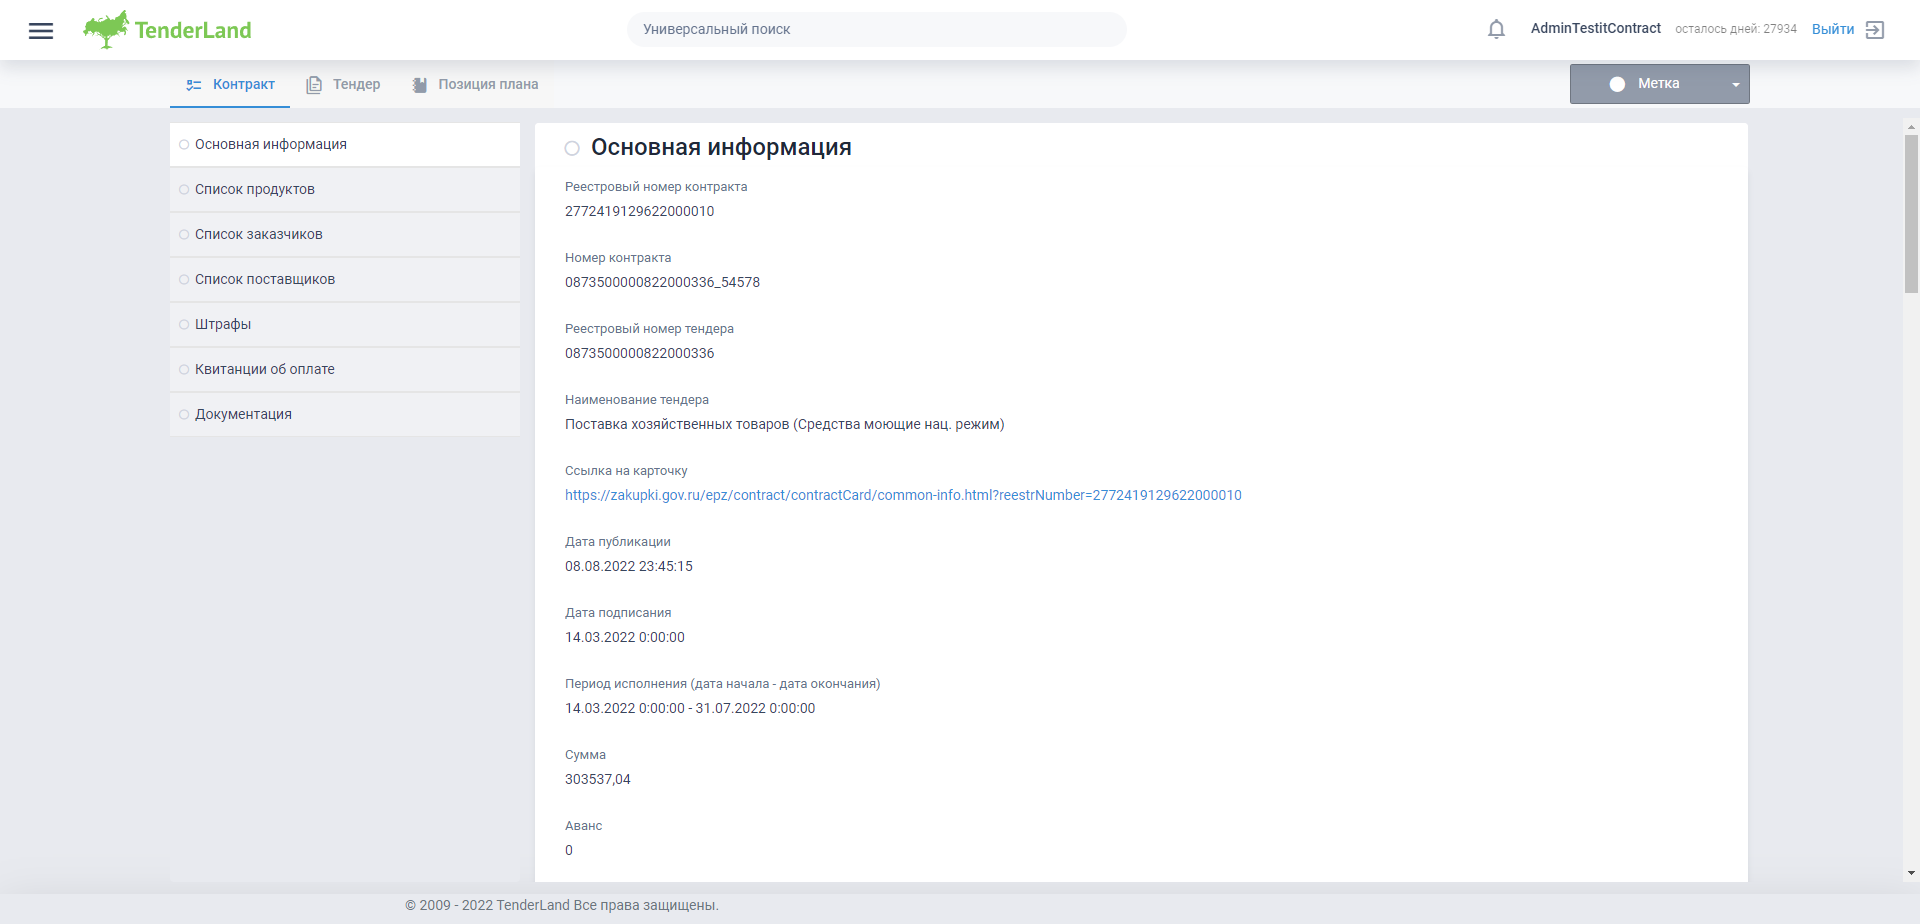 TenderLand
Универсальный поиск
AdminTestitContract осталось дней: 27934 Выйти
Контракт Тендер Позиция плана
Метка
Основная информация
Список продуктов
Список заказчиков
Список поставщиков
Штрафы
Квитанции об оплате
Документация
Основная информация
Реестровый номер контракта
2772419129622000010
Номер контракта
0873500000822000336_54578
Реестровый номер тендера
0873500000822000336
Наименование тендера
Поставка хозяйственных товаров (Средства моющие нац. режим)
Ссылка на карточку
https://zakupki.gov.ru/epz/contract/contractCard/common-info.html?reestrNumber=2772419129622000010
Дата публикации
08.08.2022 23:45:15
Дата подписания
14.03.2022 0:00:00
Период исполнения (дата начала - дата окончания)
14.03.2022 0:00:00 - 31.07.2022 0:00:00
Сумма
303537,04
Аванс
0
© 2009 - 2022 TenderLand Все права защищены.